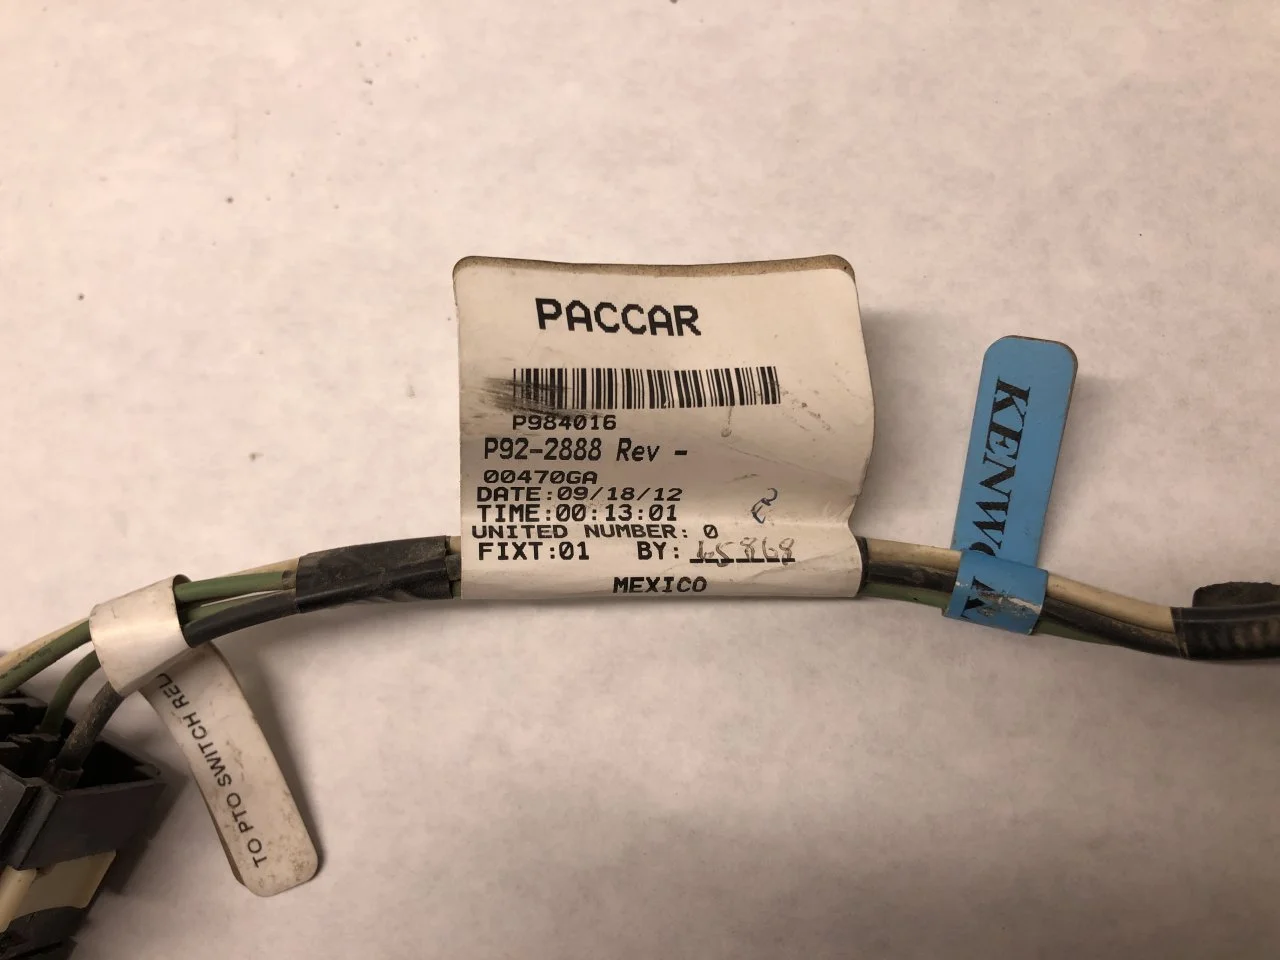 PACCAR
P984016
P92-2888 Rev -
00470GA
DATE:09/18/12
TIME:00:13:01
UNITED NUMBER: 0
FIXT:01 BY:
MEXICO
KENW
TO PTO SWITCH REL